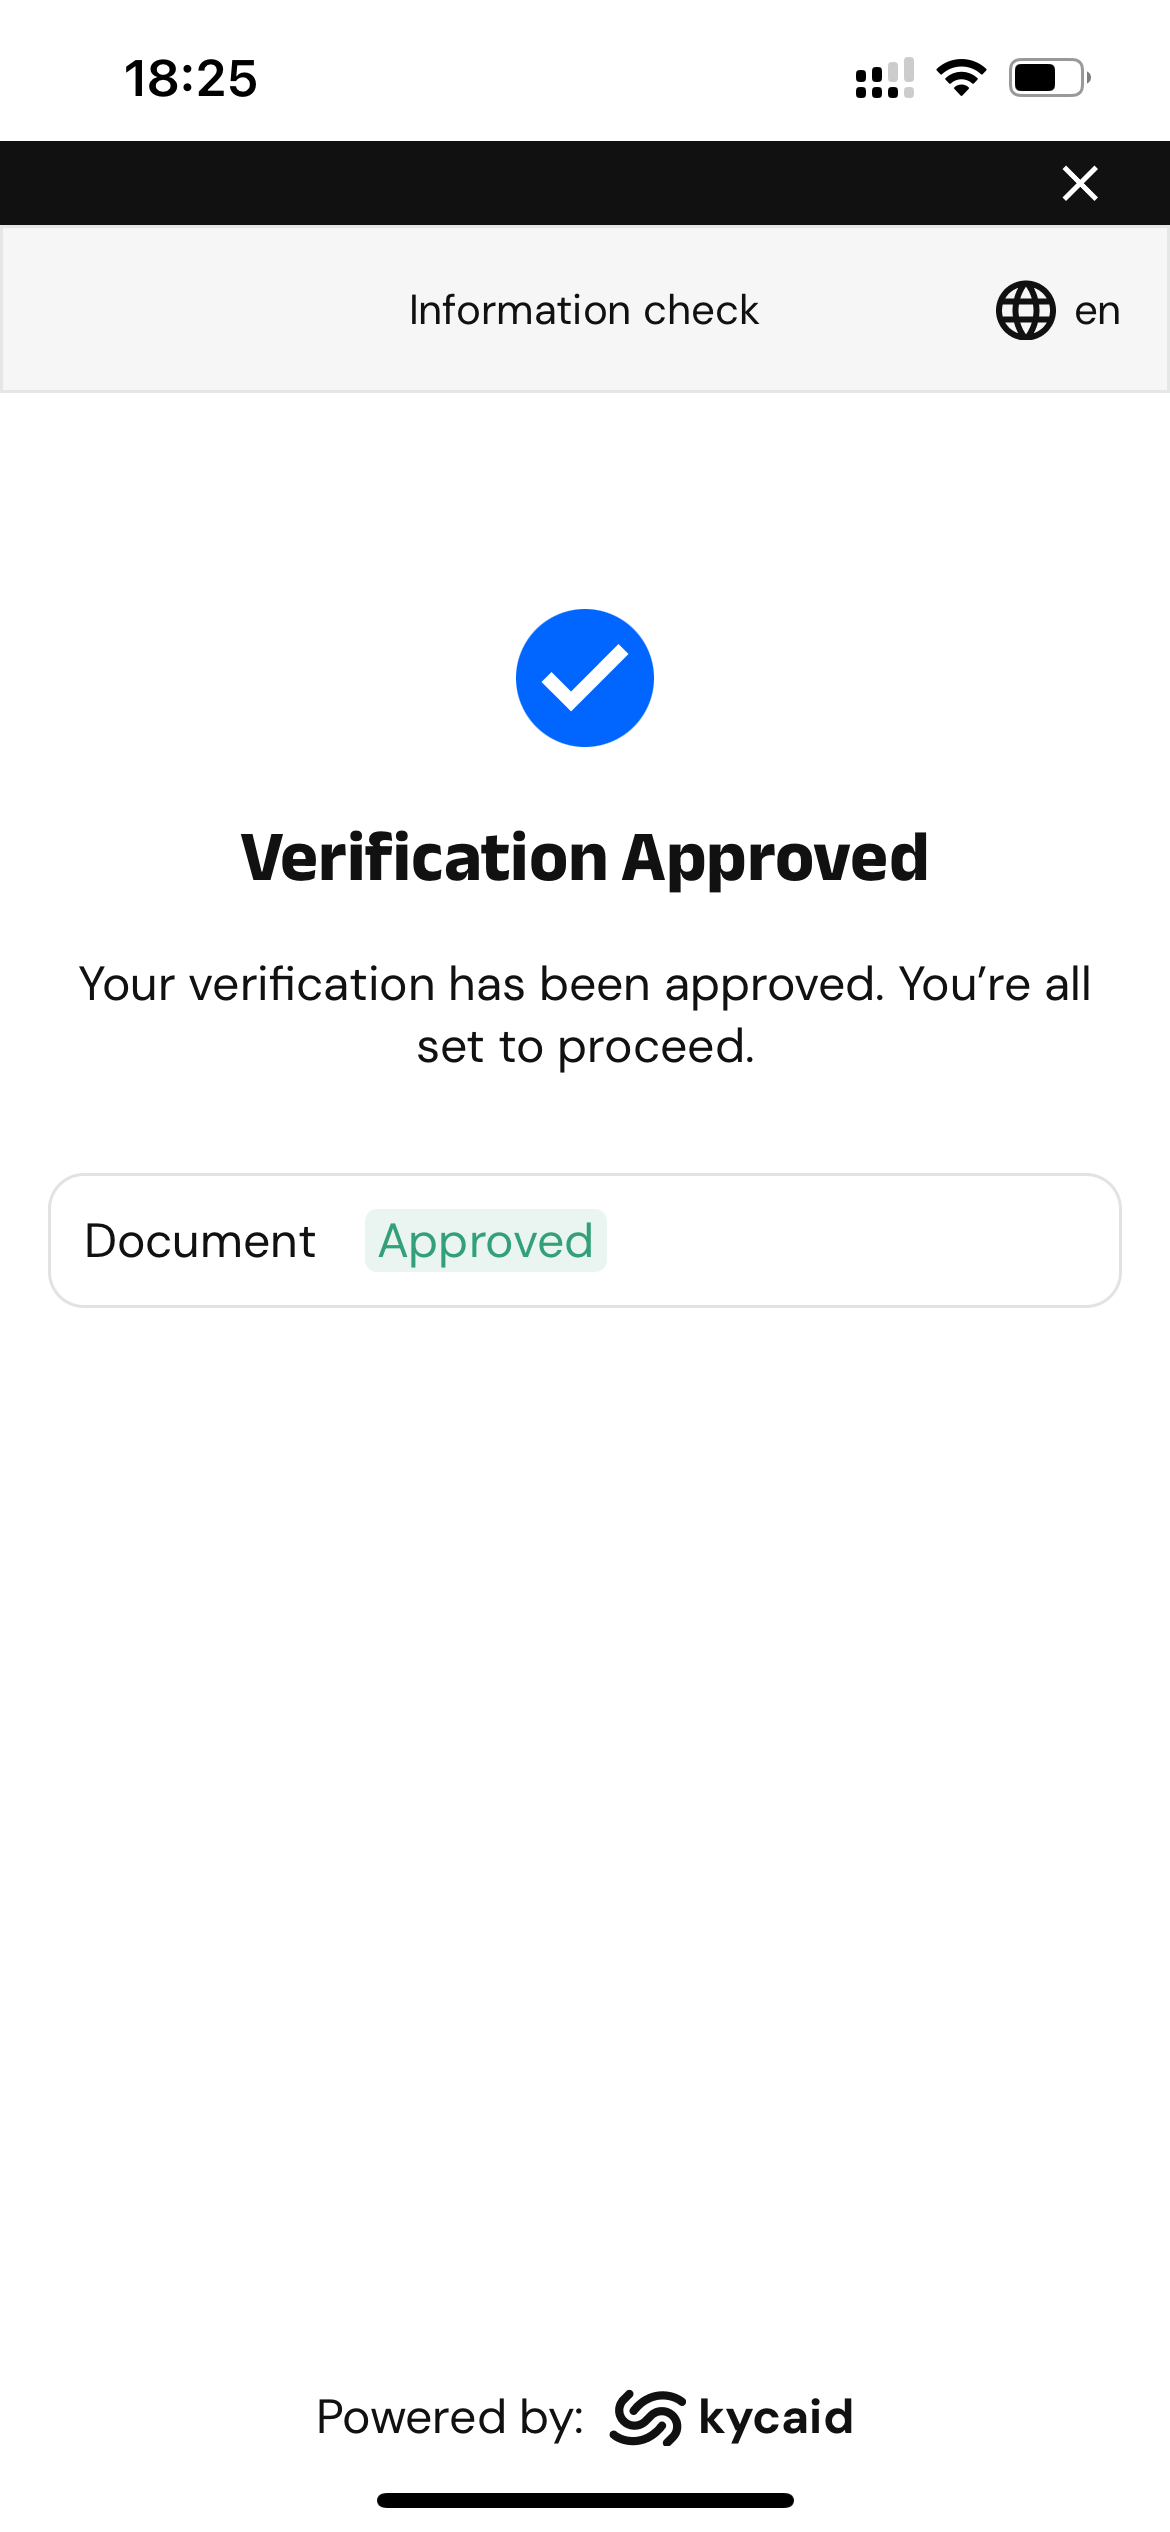 18:25
Information check
en
Verification Approved
Your verification has been approved. You’re all
set to proceed.
Document Approved
Powered by: kycaid